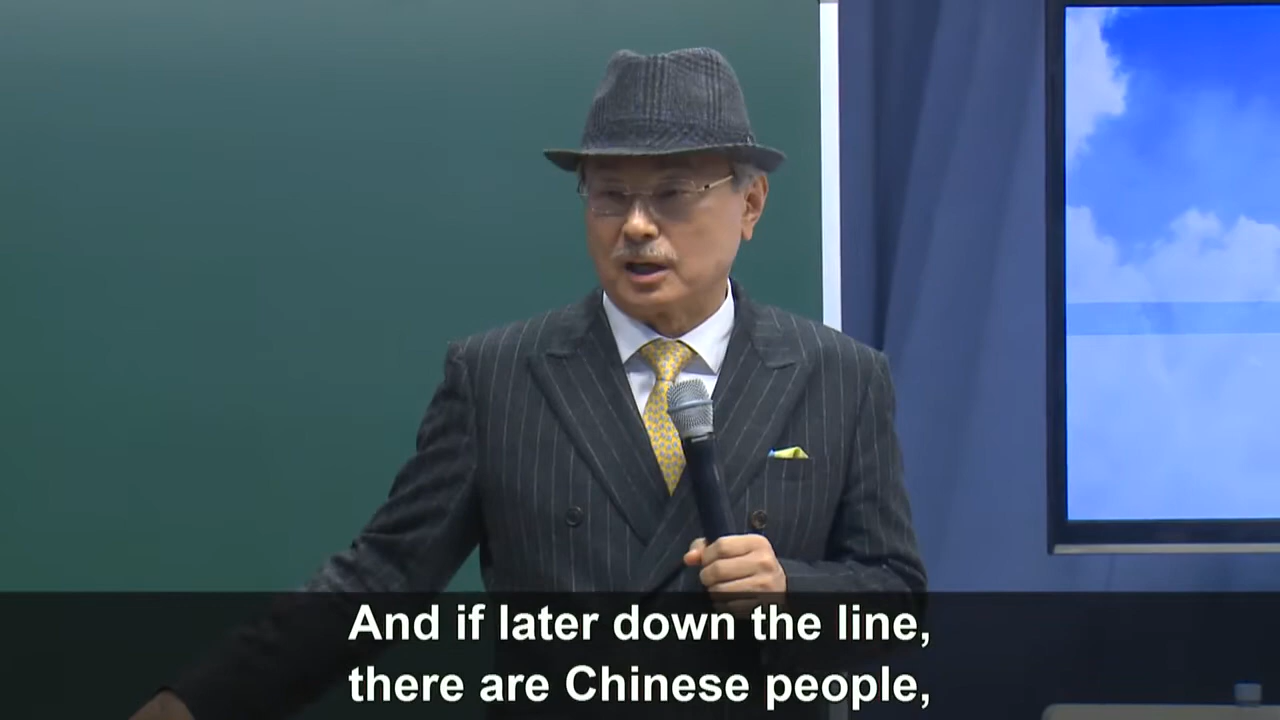 And if later down the line,
there are Chinese people,